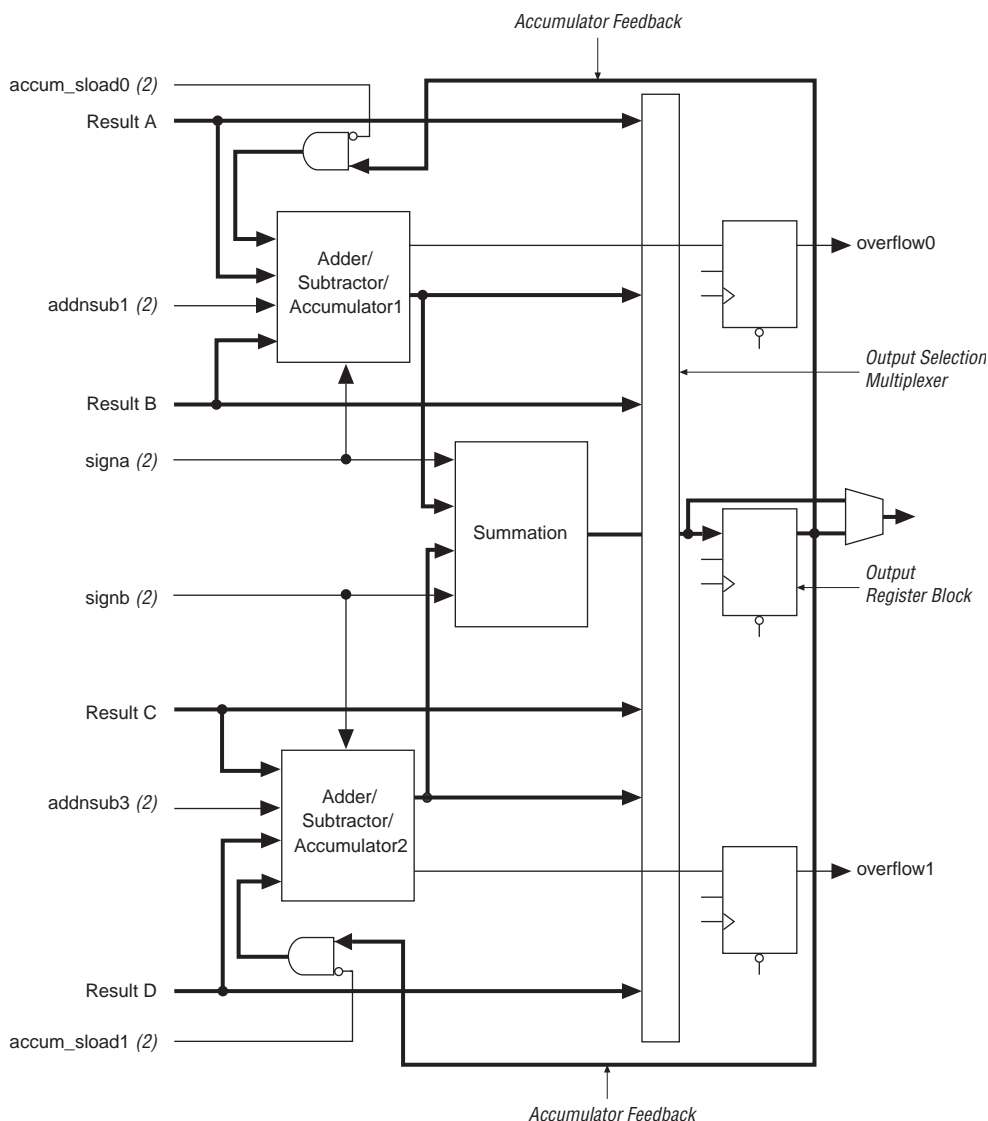 Accumulator Feedback
accum_sload0 (2)
Result A
overflow0
Adder/
Subtractor/
Accumulator1
addnsub1 (2)
Output Selection
Multiplexer
Result B
signa (2)
Summation
Output
Register Block
signb (2)
Result C
addnsub3 (2)
Adder/
Subtractor/
Accumulator2
overflow1
Result D
accum_sload1 (2)
Accumulator Feedback